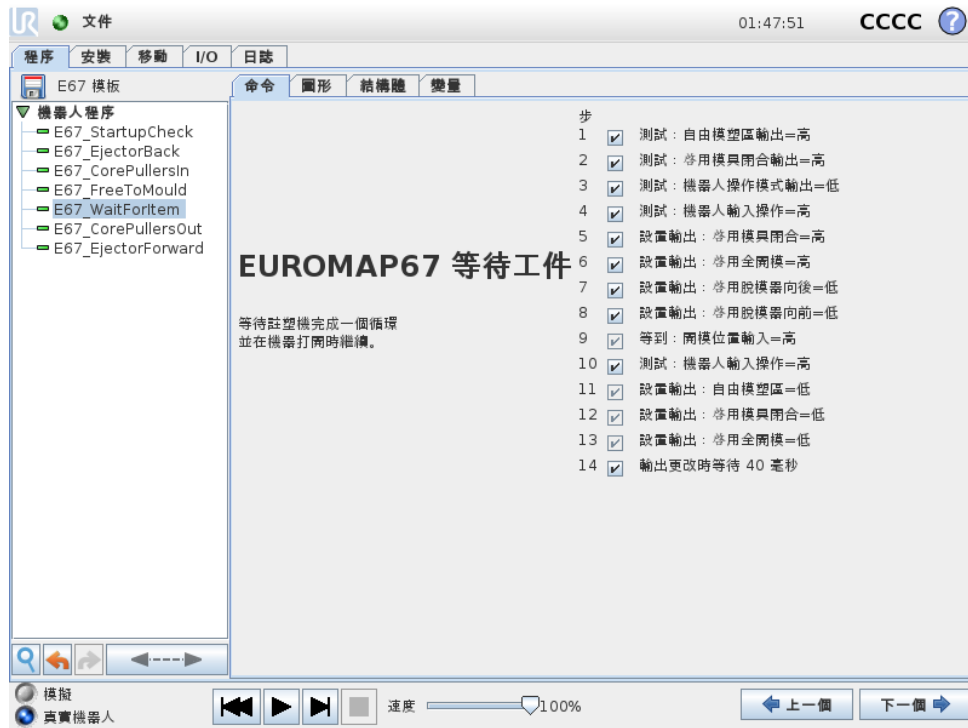 UR 文件 01:47:51 CCCC ?
程序 安裝 移動 I/O 日誌
E67 模板
命令 圖形 結構體 變量
機器人程序
E67_StartupCheck
E67_EjectorBack
E67_CorePullersIn
E67_FreeToMould
E67_WaitForItem
E67_CorePullersOut
E67_EjectorForward
EUROMAP67 等待工件
等待註塑機完成一個循環
並在機器打開時繼續。
步
1 測試：自由模塑區輸出=高
2 測試：啓用模具閉合輸出=高
3 測試：機器人操作模式輸出=低
4 測試：機器人輸入操作=高
5 設置輸出：啓用模具閉合=高
6 設置輸出：啓用全開模=高
7 設置輸出：啓用脫模器向後=低
8 設置輸出：啓用脫模器向前=低
9 等到：開模位置輸入=高
10 測試：機器人輸入操作=高
11 設置輸出：自由模塑區=低
12 設置輸出：啓用模具閉合=低
13 設置輸出：啓用全開模=低
14 輸出更改時等待 40 毫秒
模擬
真實機器人
速度 100%
上一個 下一個